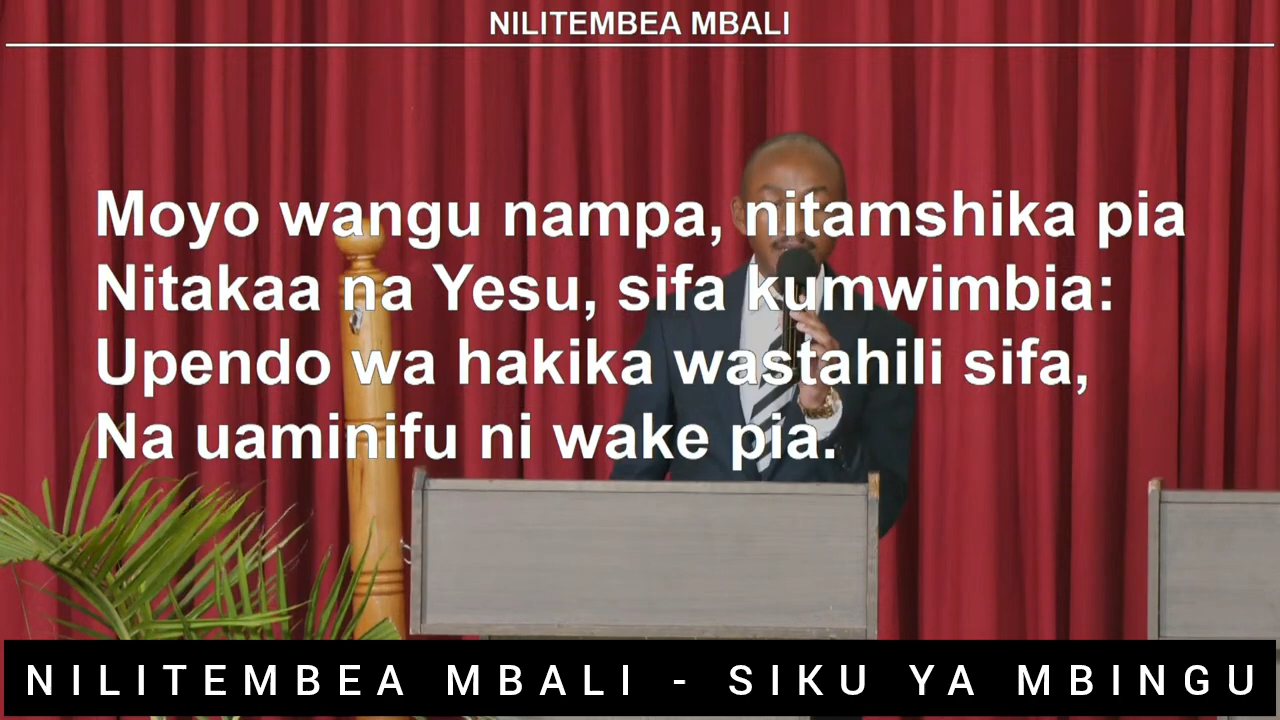 NILITEMBEA MBALI
Moyo wangu nampa, nitamshika pia
Nitakaa na Yesu, sifa kumwimbia:
Upendo wa hakika wastahili sifa,
Na uaminifu ni wake pia.
NILITEMBEA MBALI - SIKU YA MBINGU